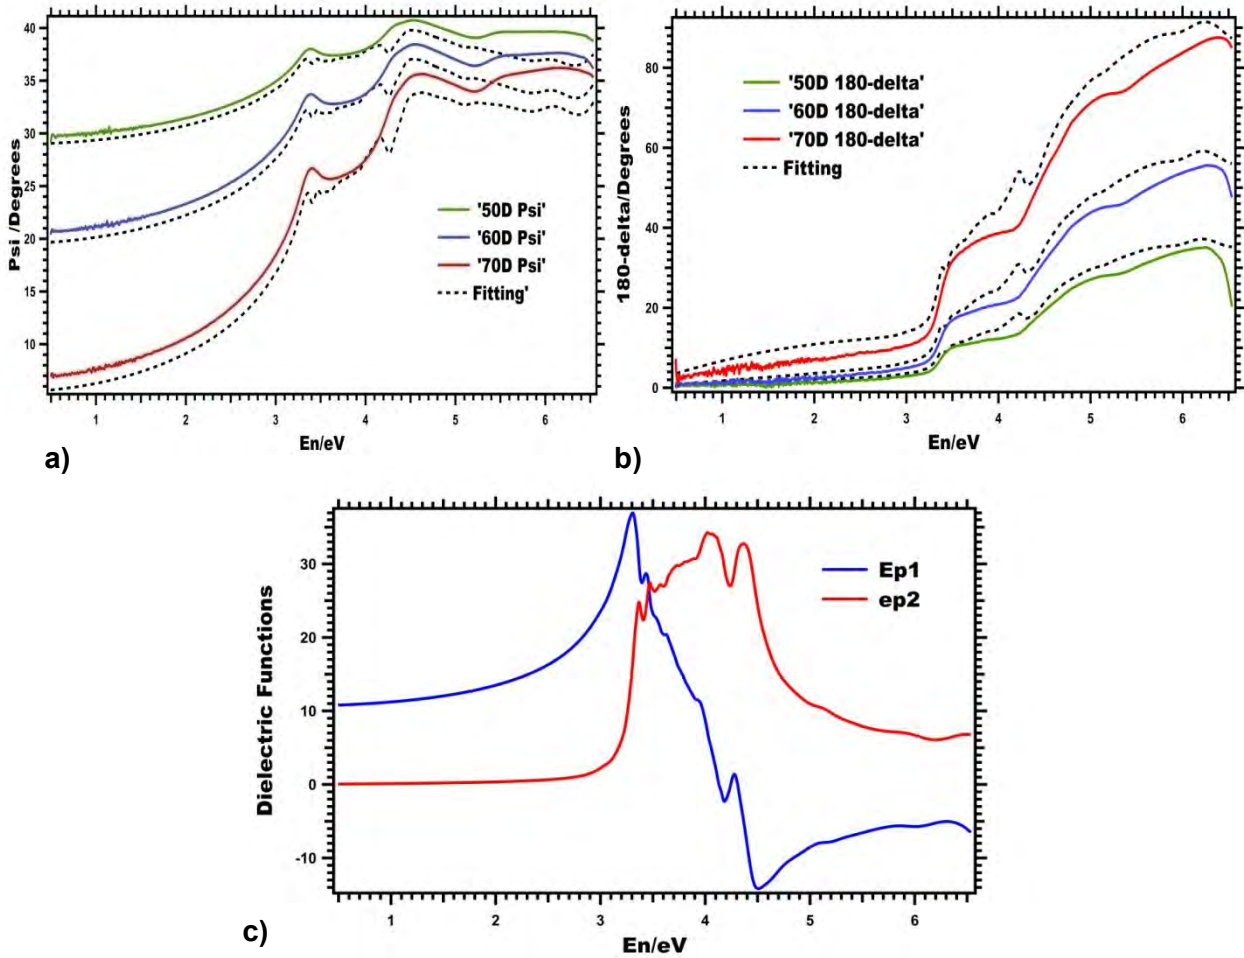 40
35
30
25
20
10
Psi /Degrees
'50D Psi'
'60D Psi'
'70D Psi'
Fitting'
1 2 3 4 5 6
En/eV
a)
80
60
40
20
0
180-delta/Degrees
'50D 180-delta'
'60D 180-delta'
'70D 180-delta'
Fitting
1 2 3 4 5 6
En/eV
b)
30
20
10
0
-10
Dielectric Functions
Ep1
ep2
1 2 3 4 5 6
En/eV
c)